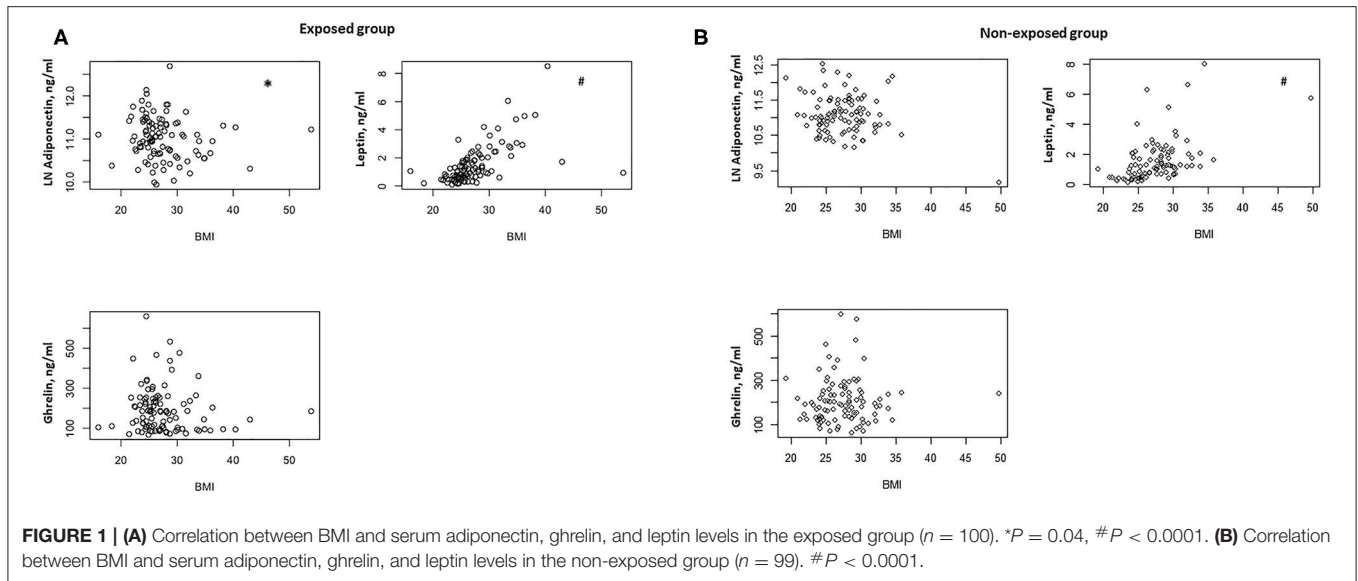 A
Exposed group
LN Adiponectin, ng/ml
10.0 11.0 12.0
*
20 30 40 50
BMI
Leptin, ng/ml
0 2 4 6 8
#
20 30 40 50
BMI
Ghrelin, ng/ml
100 300 500
20 30 40 50
BMI
B
Non-exposed group
LN Adiponectin, ng/ml
9.5 10.5 11.5 12.5
20 25 30 35 40 45 50
BMI
Leptin, ng/ml
0 2 4 6 8
#
20 25 30 35 40 45 50
BMI
Ghrelin, ng/ml
100 300 500
20 25 30 35 40 45 50
BMI
FIGURE 1 | (A) Correlation between BMI and serum adiponectin, ghrelin, and leptin levels in the exposed group (n = 100). *P = 0.04, #P < 0.0001. (B) Correlation
between BMI and serum adiponectin, ghrelin, and leptin levels in the non-exposed group (n = 99). #P < 0.0001.